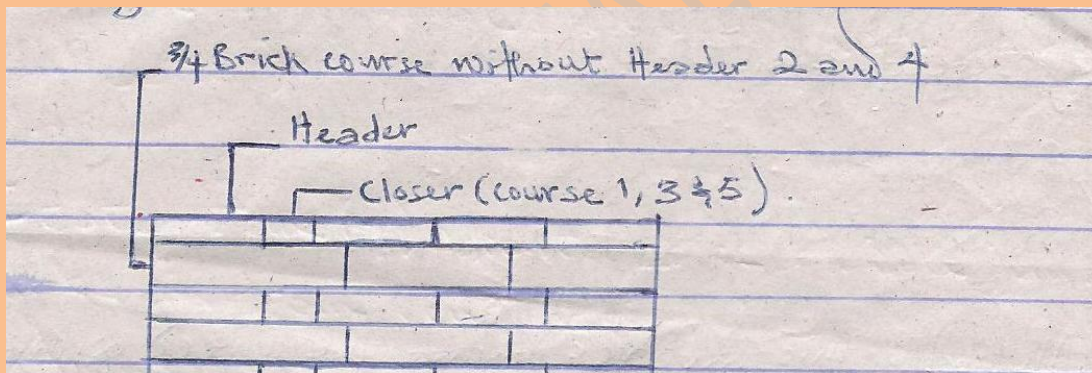 3/4 Brick course without Header 2 and 4
Header
Closer (course 1, 3 & 5).